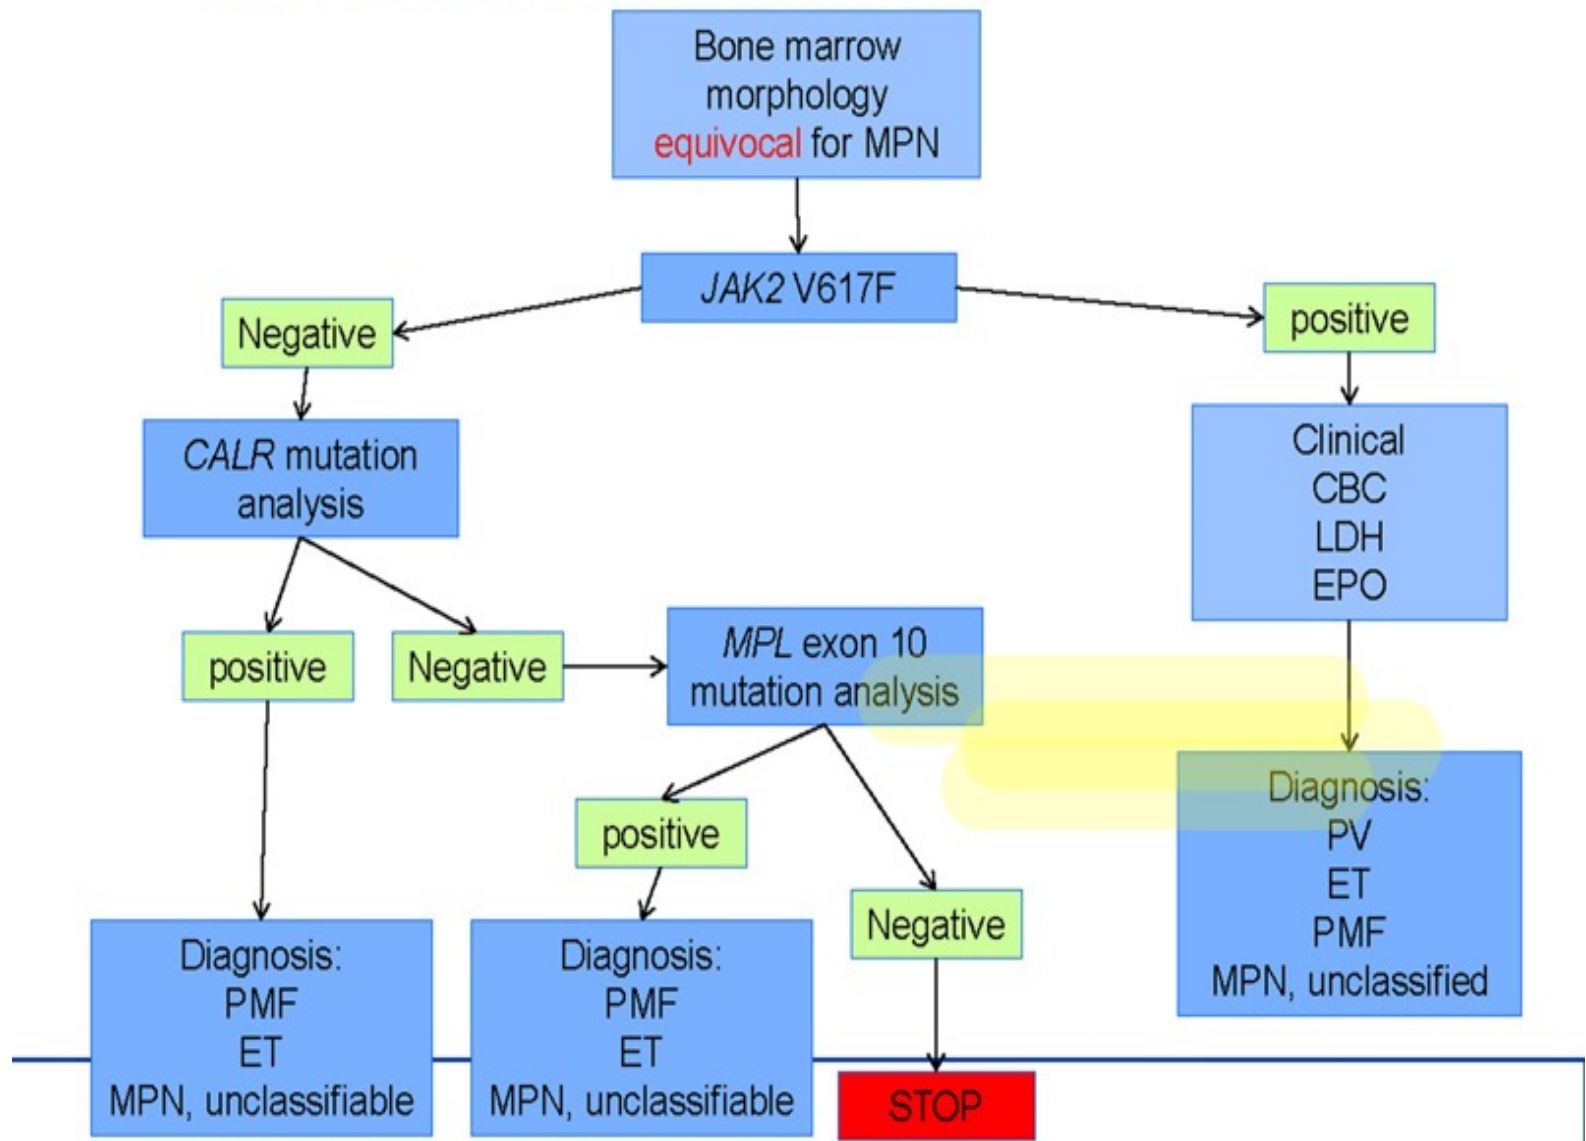 Bone marrow
morphology
equivocal for MPN
JAK2 V617F
Negative
positive
CALR mutation
analysis
Clinical
CBC
LDH
EPO
positive
Negative
MPL exon 10
mutation analysis
positive
Negative
Diagnosis:
PV
ET
PMF
MPN, unclassified
Diagnosis:
PMF
ET
MPN, unclassifiable
Diagnosis:
PMF
ET
MPN, unclassifiable
STOP